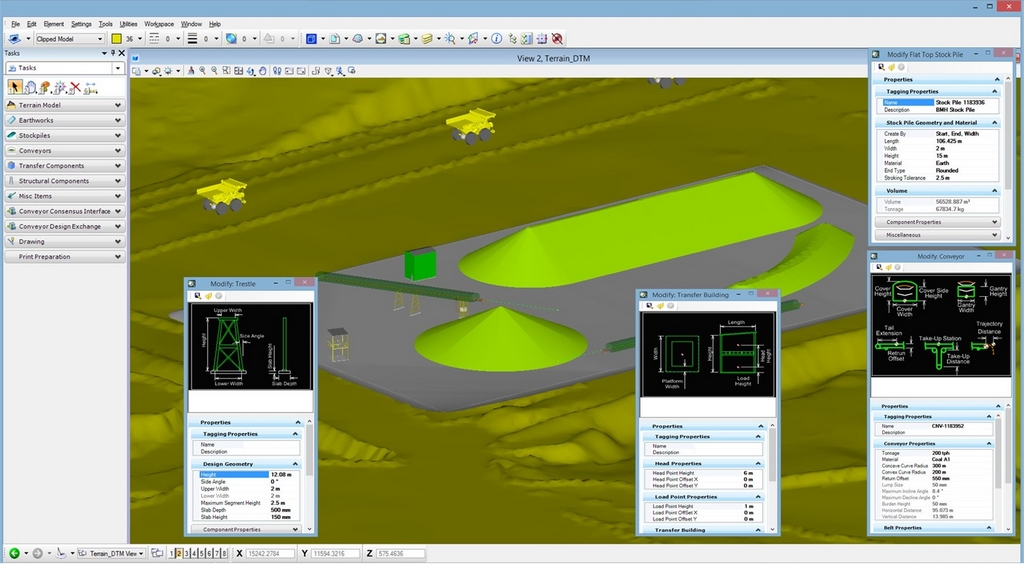 File Edit Element Settings Tools Utilities Workspace Window Help
Clipped Model 36 0 0 0 0
Tasks
Tasks
Terrain Model
Earthworks
Stockpiles
Conveyors
Transfer Components
Structural Components
Misc Items
Conveyor Consensus Interface
Conveyor Design Exchange
Drawing
Print Preparation
View 2, Terrain_DTM
Modify Flat Top Stock Pile
Properties
Tagging Properties
Name Stock Pile 1183936
Description BMH Stock Pile
Stock Pile Geometry and Material
Create By Start, End, Width
Length 106.425 m
Width 2 m
Height 15 m
Material Earth
End Type Rounded
Stroking Tolerance 2.5 m
Volume
Volume 56528.887 m³
Tonnage 67834.7 kg
Component Properties
Miscellaneous
Modify: Trestle
Upper Width
Height
Side Angle
Slab Height
Lower Width
Slab Depth
Properties
Tagging Properties
Name
Description
Design Geometry
Height 12.08 m
Side Angle 0 °
Upper Width 2 m
Lower Width 2 m
Maximum Segment Height 2.5 m
Slab Depth 500 mm
Slab Height 150 mm
Component Properties
Modify: Transfer Building
Length
Width
Height
Head Height
Platform Width
Load Height
Properties
Tagging Properties
Name
Description
Head Properties
Head Point Height 6 m
Head Point Offset X 0 m
Head Point Offset Y 0 m
Load Point Properties
Load Point Height 1 m
Load Point Offset X 0 m
Load Point Offset Y 0 m
Transfer Building
Modify: Conveyor
Cover Height
Cover Side Height
Cover Width
Gantry Height
Gantry Width
Tail Extension
Retrun Offset
Take-Up Station
Take-Up Distance
Trajectory Distance
Properties
Tagging Properties
Name CNV-1183952
Description
Conveyor Properties
Tonnage 200 tph
Material Coal A1
Concave Curve Radius 300 m
Convex Curve Radius 200 m
Return Offset 550 mm
Lump Size 50 mm
Maximum Incline Angle 8.4 °
Maximum Decline Angle 0 °
Burden Height 50 mm
Horizontal Distance 95.073 m
Vertical Distance 13.985 m
Belt Properties
Terrain_DTM View 1 2 3 4 5 6 7 8 X 15242.2784 Y 11594.3216 Z 575.4636